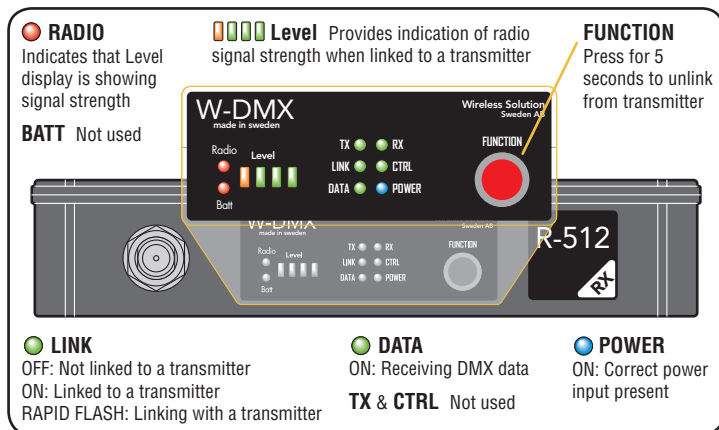 RADIO
Indicates that Level
display is showing
signal strength
BATT Not used
Level Provides indication of radio
signal strength when linked to a transmitter
FUNCTION
Press for 5
seconds to unlink
from transmitter
W-DMX
made in sweden
Wireless Solution
Sweden AB
Radio
Level
Batt
TX RX
LINK CTRL
DATA POWER
FUNCTION
W-DMX
made in sweden
Radio
Level
Bat
TX RX
LINK CTRL
DATA POWER
FUNCTION
R-512
RX
LINK
OFF: Not linked to a transmitter
ON: Linked to a transmitter
RAPID FLASH: Linking with a transmitter
DATA
ON: Receiving DMX data
TX & CTRL Not used
POWER
ON: Correct power
input present